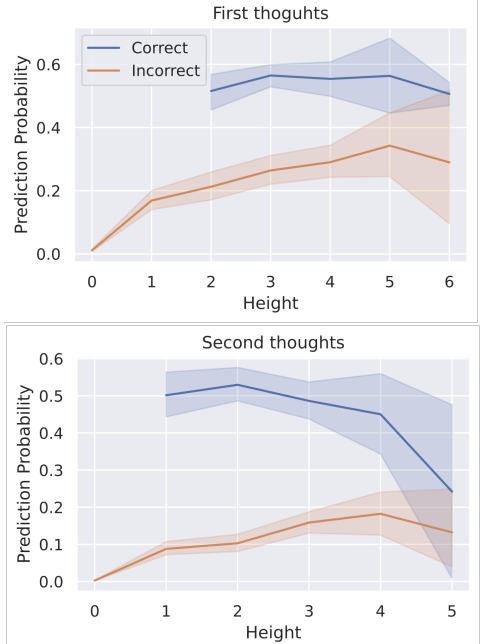 First thoguhts
Correct
Incorrect
Prediction Probability
0.6
0.4
0.2
0.0
0 1 2 3 4 5 6
Height
Second thoughts
Prediction Probability
0.6
0.5
0.4
0.3
0.2
0.1
0.0
0 1 2 3 4 5
Height